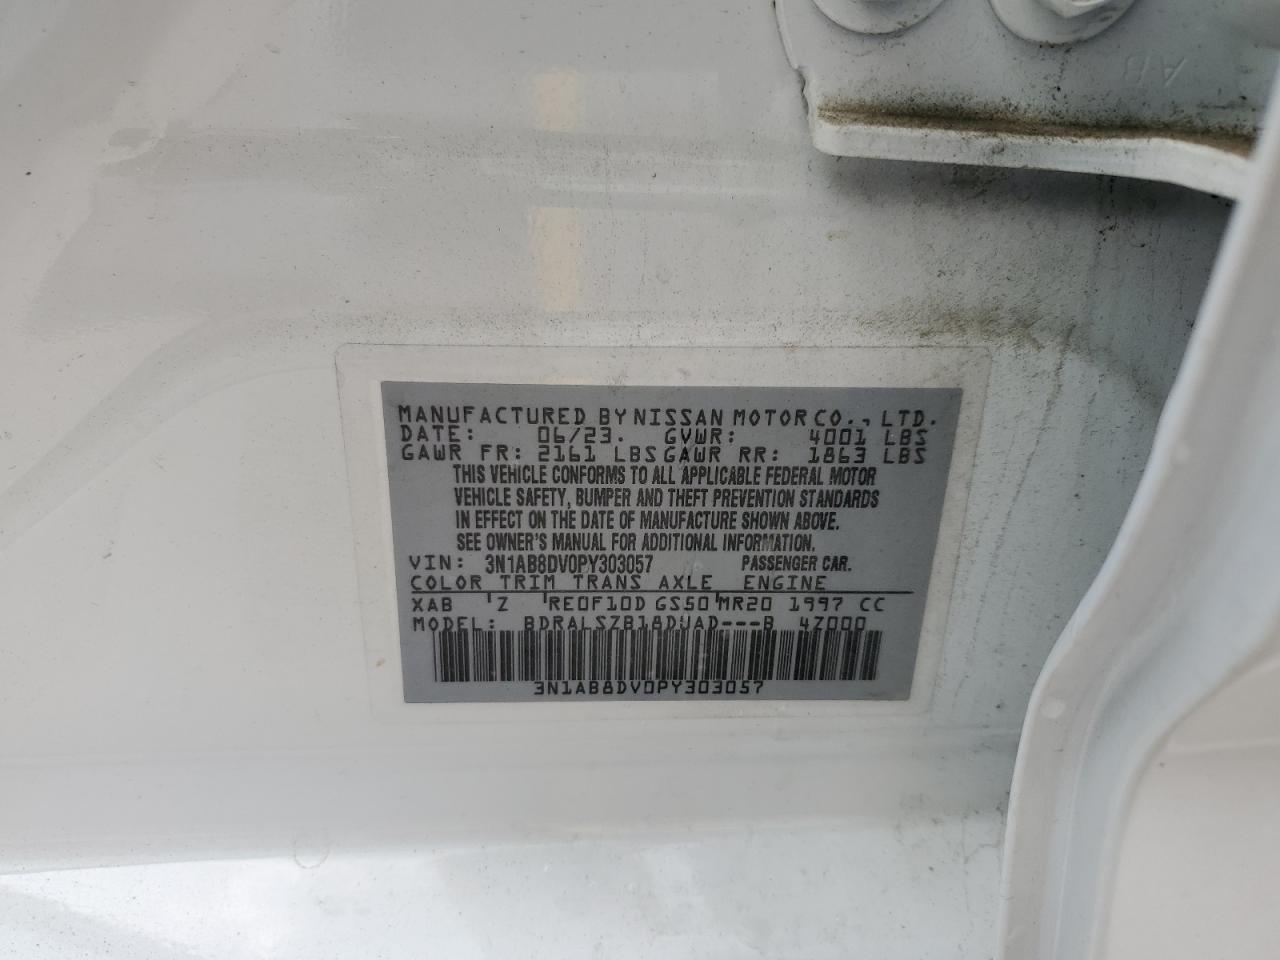 MANUFACTURED BY NISSAN MOTOR CO., LTD.
DATE: 06/23. GVWR: 4001 LBS
GAWR FR: 2161 LBS GAWR RR: 1863 LBS
THIS VEHICLE CONFORMS TO ALL APPLICABLE FEDERAL MOTOR
VEHICLE SAFETY, BUMPER AND THEFT PREVENTION STANDARDS
IN EFFECT ON THE DATE OF MANUFACTURE SHOWN ABOVE.
SEE OWNER'S MANUAL FOR ADDITIONAL INFORMATION.
VIN: 3N1AB8DV0PY303057 PASSENGER CAR.
COLOR TRIM TRANS AXLE ENGINE
XAB Z RE0F10D GS50 MR20 1997 CC
MODEL: BDRALSZB18DUAD---B 4Z000
3N1AB8DV0PY303057